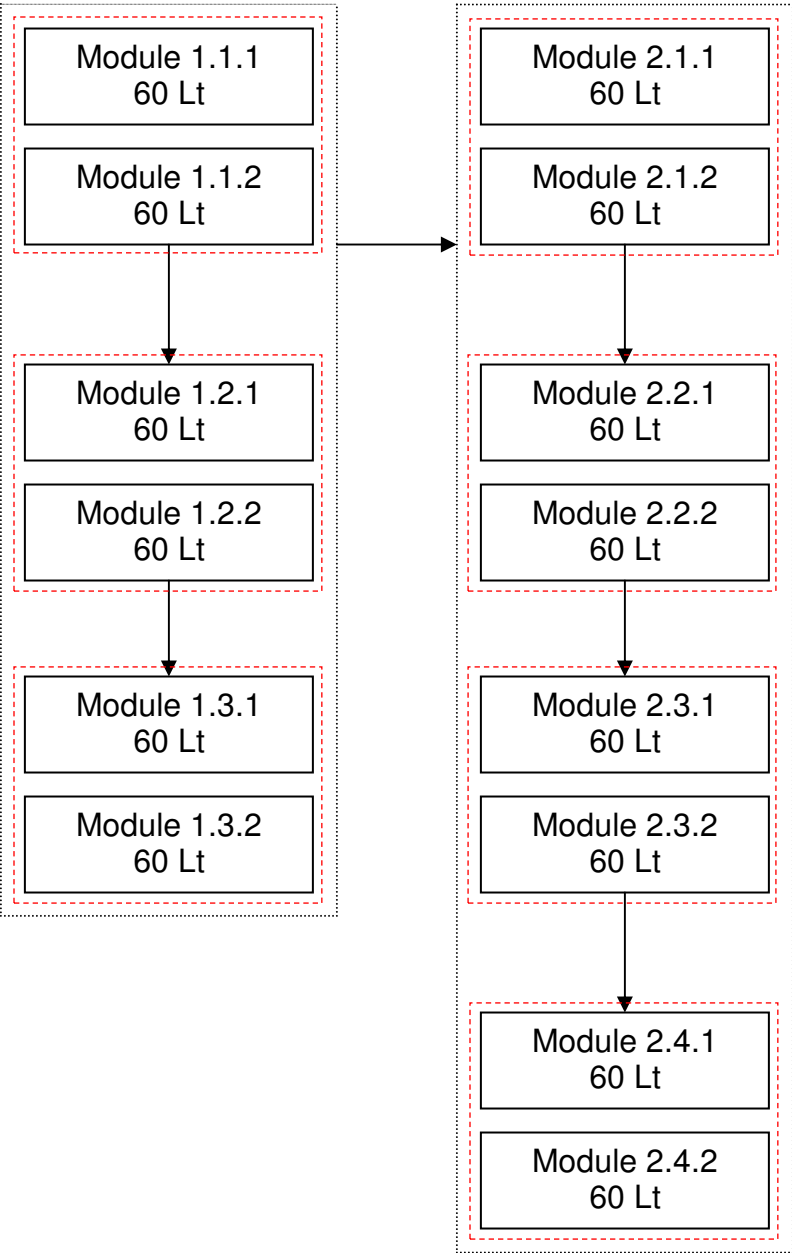 Module 1.1.1
60 Lt
Module 1.1.2
60 Lt
Module 1.2.1
60 Lt
Module 1.2.2
60 Lt
Module 1.3.1
60 Lt
Module 1.3.2
60 Lt
Module 2.1.1
60 Lt
Module 2.1.2
60 Lt
Module 2.2.1
60 Lt
Module 2.2.2
60 Lt
Module 2.3.1
60 Lt
Module 2.3.2
60 Lt
Module 2.4.1
60 Lt
Module 2.4.2
60 Lt